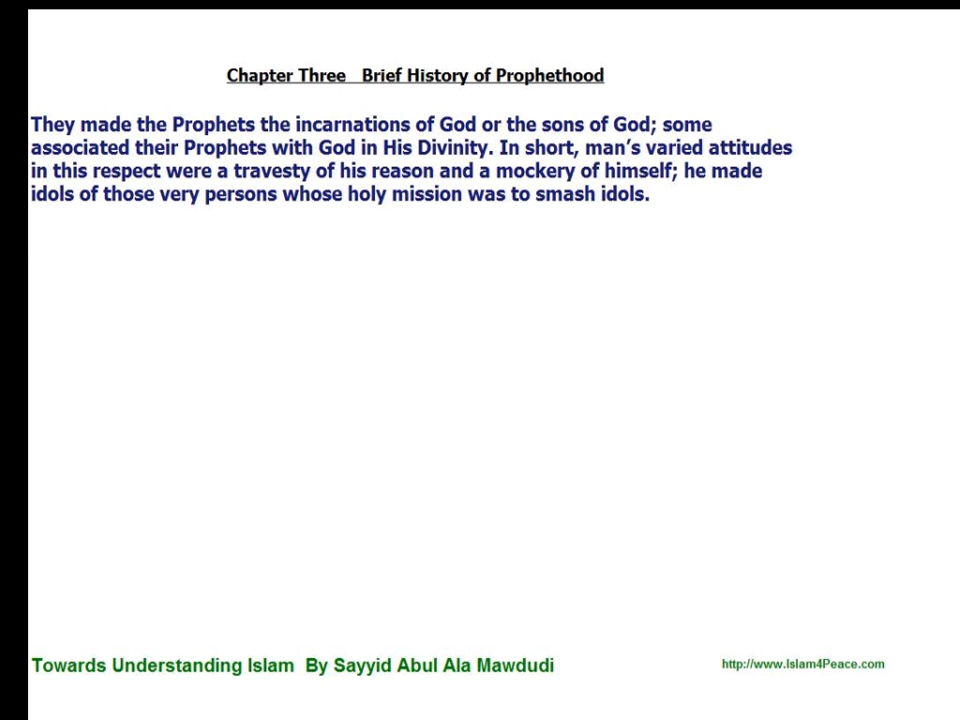 Chapter Three   Brief History of Prophethood
They made the Prophets the incarnations of God or the sons of God; some
associated their Prophets with God in His Divinity. In short, man’s varied attitudes
in this respect were a travesty of his reason and a mockery of himself; he made
idols of those very persons whose holy mission was to smash idols.
Towards Understanding Islam  By Sayyid Abul Ala Mawdudi
http://www.Islam4Peace.com